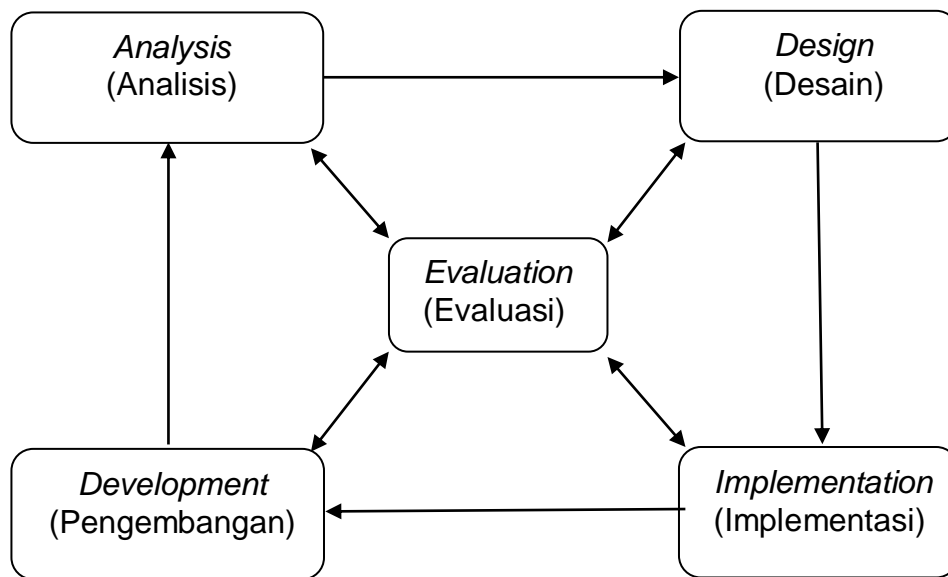 Analysis
(Analisis)
Design
(Desain)
Evaluation
(Evaluasi)
Development
(Pengembangan)
Implementation
(Implementasi)